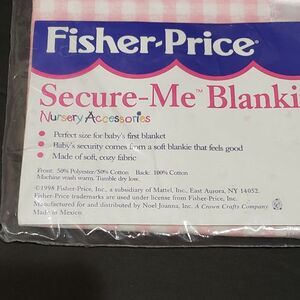 Fisher-Price®
Secure-Me™ Blanki
Nursery Accessories
• Perfect size for baby's first blanket
• Baby's security comes from a soft blanket that feels good
• Made of soft, cozy fabric
Front: 50% Polyester/50% Cotton Back: 100% Cotton
Machine wash warm. Tumble dry low.
©1998 Fisher-Price, Inc., a subsidiary of Mattel, Inc., East Aurora, NY 14052.
Fisher-Price trademarks are used under license from Fisher-Price, Inc.
Manufactured for and distributed by Noel Joanna, Inc. A Crown Crafts Company
Made in Mexico